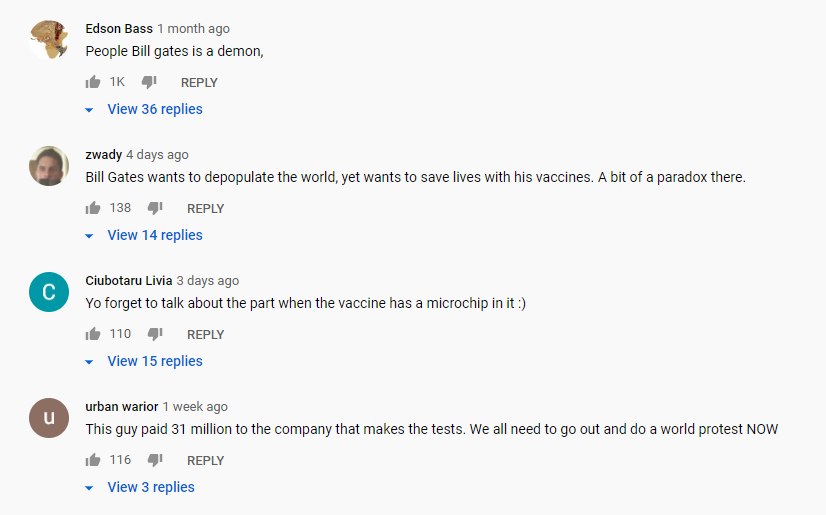 Edson Bass 1 month ago
People Bill gates is a demon,
1K REPLY
View 36 replies
zwady 4 days ago
Bill Gates wants to depopulate the world, yet wants to save lives with his vaccines. A bit of a paradox there.
138 REPLY
View 14 replies
C
Ciubotaru Livia 3 days ago
Yo forget to talk about the part when the vaccine has a microchip in it :)
110 REPLY
View 15 replies
u
urban warior 1 week ago
This guy paid 31 million to the company that makes the tests. We all need to go out and do a world protest NOW
116 REPLY
View 3 replies